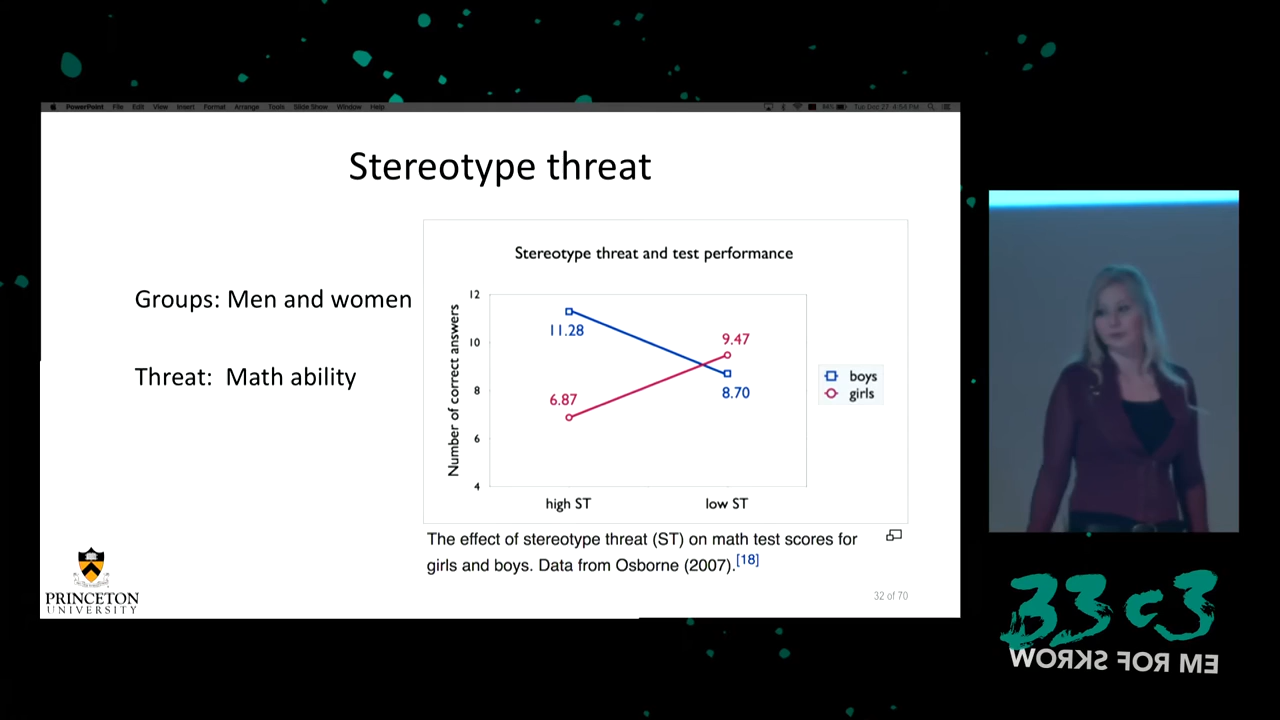 PowerPoint File Edit View Insert Format Arrange Tools Slide Show Window Help 84% Tue Dec 27 4:54 PM
Stereotype threat
Groups: Men and women
Threat: Math ability
Stereotype threat and test performance
Number of correct answers
12
10
8
6
4
11.28
9.47
8.70
6.87
high ST
low ST
boys
girls
The effect of stereotype threat (ST) on math test scores for
girls and boys. Data from Osborne (2007).[18]
PRINCETON
UNIVERSITY
32 of 70
33c3
WORKS FOR ME